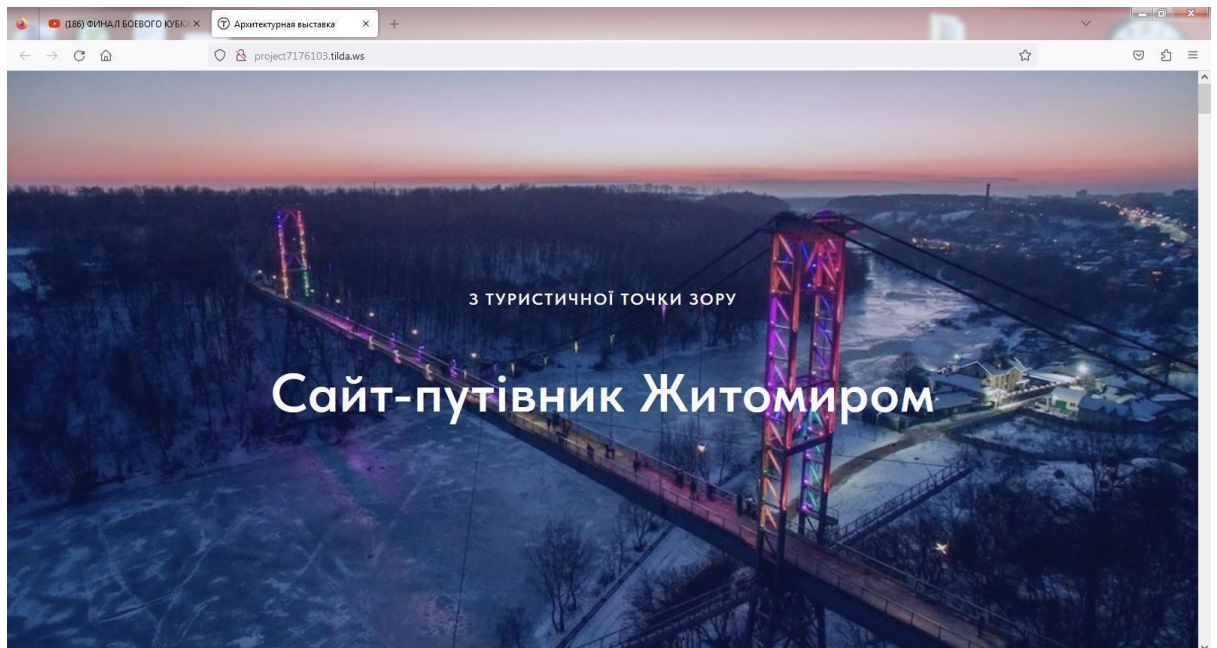 (186) ФИНАЛ БОЕВОГО КУБКА
Архитектурная выставка
project7176103.tilda.ws
З ТУРИСТИЧНОЇ ТОЧКИ ЗОРУ
Сайт-путівник Житомиром